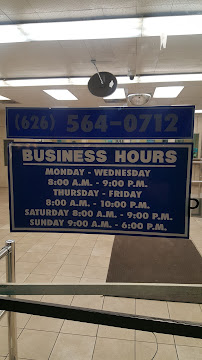 (626) 564-0712
BUSINESS HOURS
MONDAY - WEDNESDAY
8:00 A.M. - 9:00 P.M.
THURSDAY - FRIDAY
8:00 A.M. - 10:00 P.M.
SATURDAY 8:00 A.M. - 9:00 P.M.
SUNDAY 9:00 A.M. - 6:00 P.M.